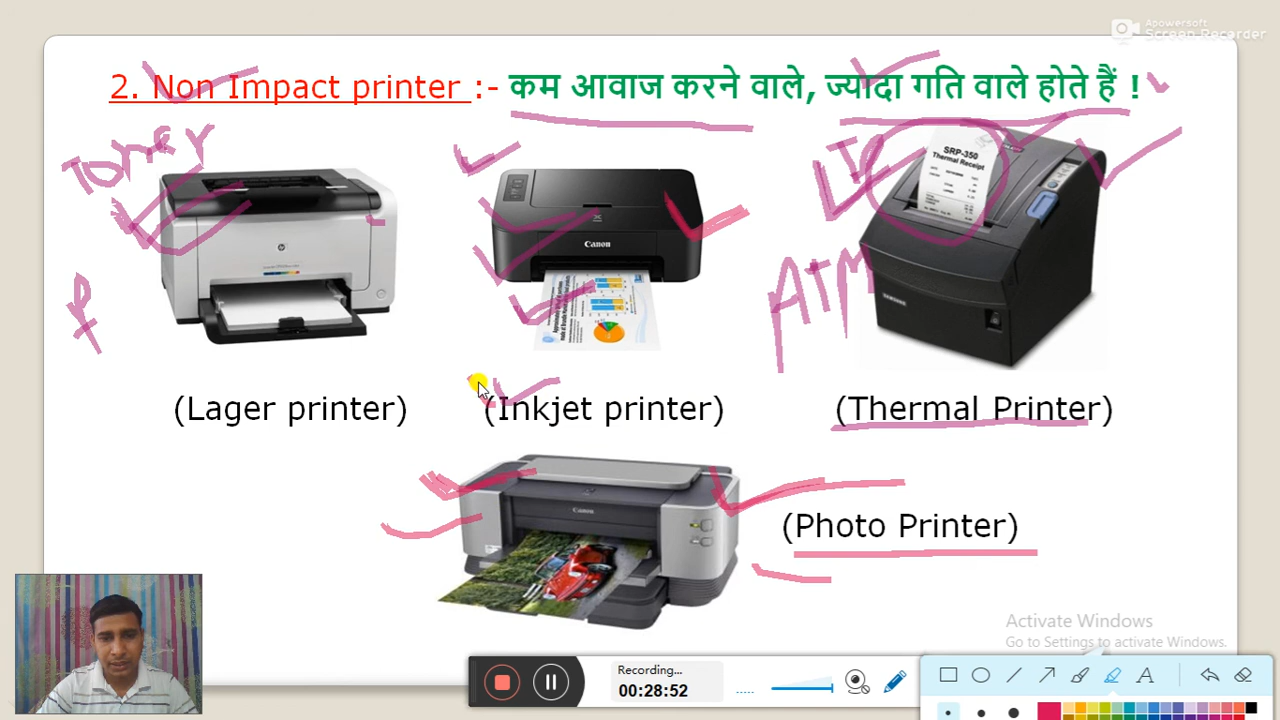 Apowersoft
Screen Recorder
2. Non Impact printer :- कम आवाज करने वाले, ज्यादा गति वाले होते हैं !
Toner
SRP-350
Thermal Receipt
Canon
ATM
(Lager printer)
(Inkjet printer)
(Thermal Printer)
Canon
(Photo Printer)
Activate Windows
Go to Settings to activate Windows.
Recording...
00:28:52
A